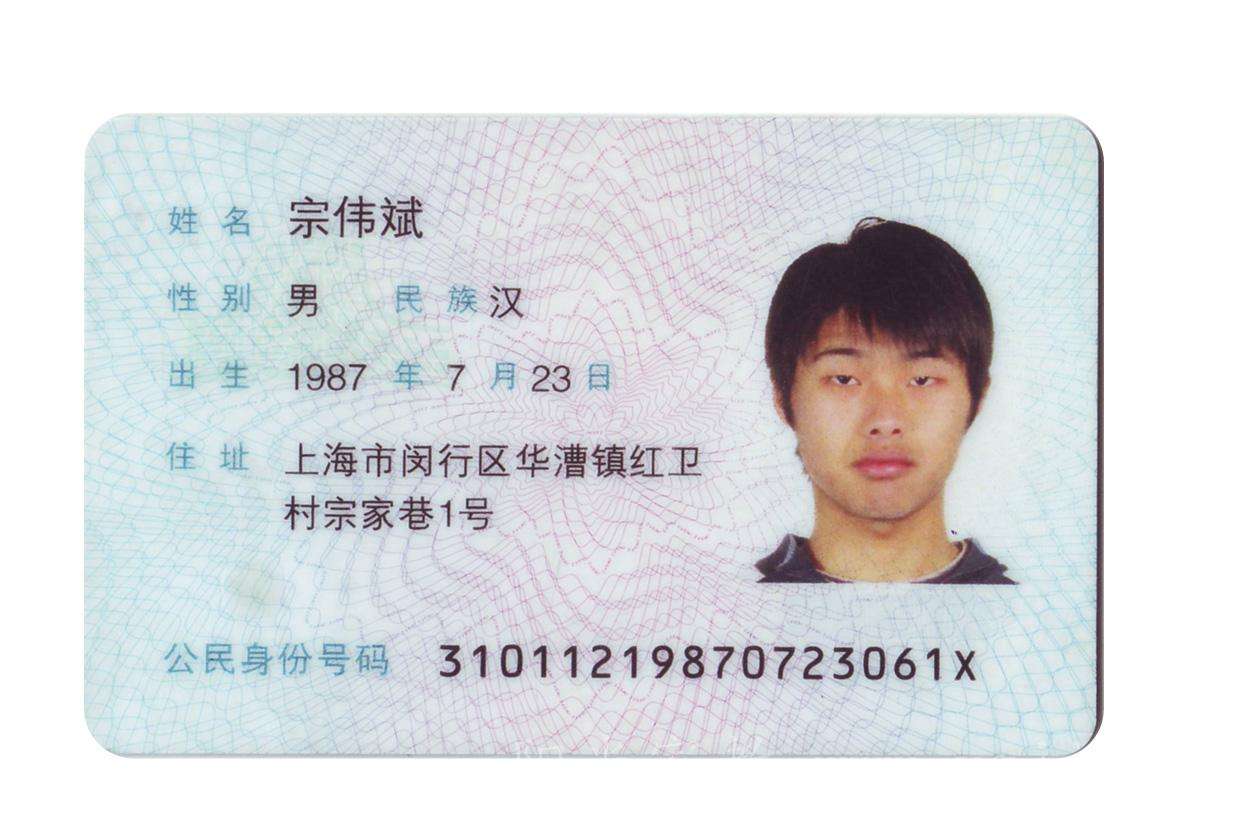 姓名 宗伟斌
性别 男 民族 汉
出生 1987 年 7 月 23 日
住址 上海市闵行区华漕镇红卫
村宗家巷1号
公民身份号码 31011219870723061X